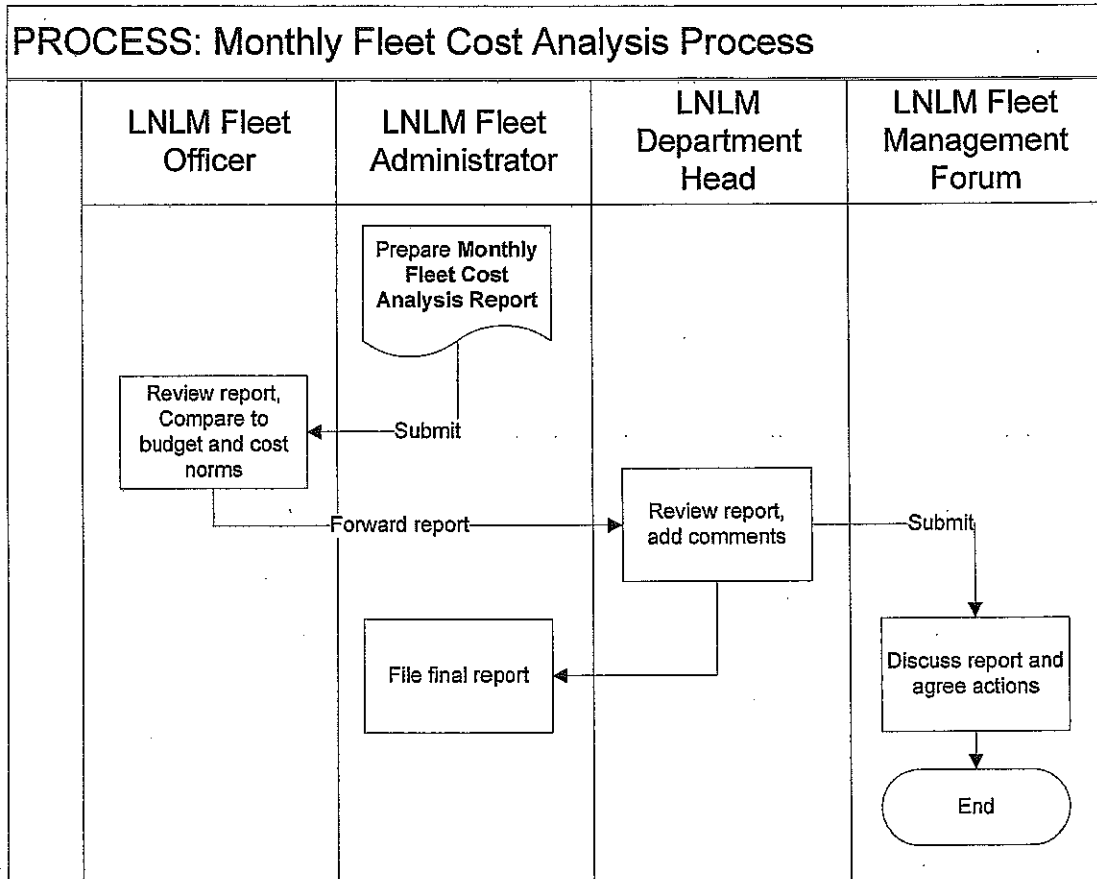 PROCESS: Monthly Fleet Cost Analysis Process
LNLM Fleet
Officer
LNLM Fleet
Administrator
LNLM
Department
Head
LNLM Fleet
Management
Forum
Prepare Monthly
Fleet Cost
Analysis Report
Review report,
Compare to
budget and cost
norms
Submit
Forward report
Review report,
add comments
Submit
File final report
Discuss report and
agree actions
End